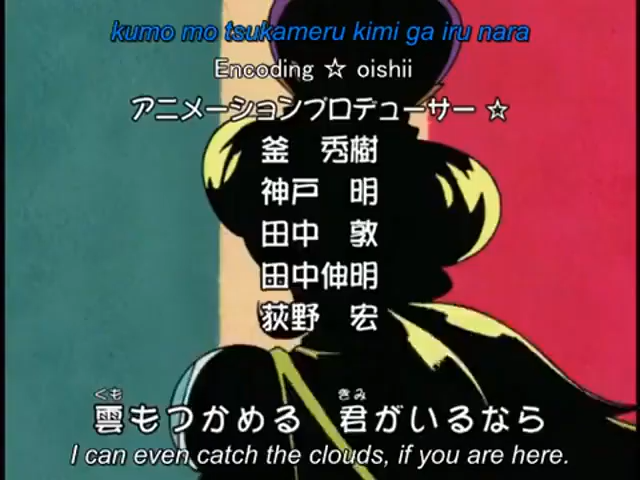 kumo mo tsukameru kimi ga iru nara
Encoding ☆ oishii
アニメーションプロデューサー ☆
釜　秀樹
神戸　明
田中　敦
田中伸明
荻野　宏
くも　きみ
雲もつかめる　君がいるなら
I can even catch the clouds, if you are here.